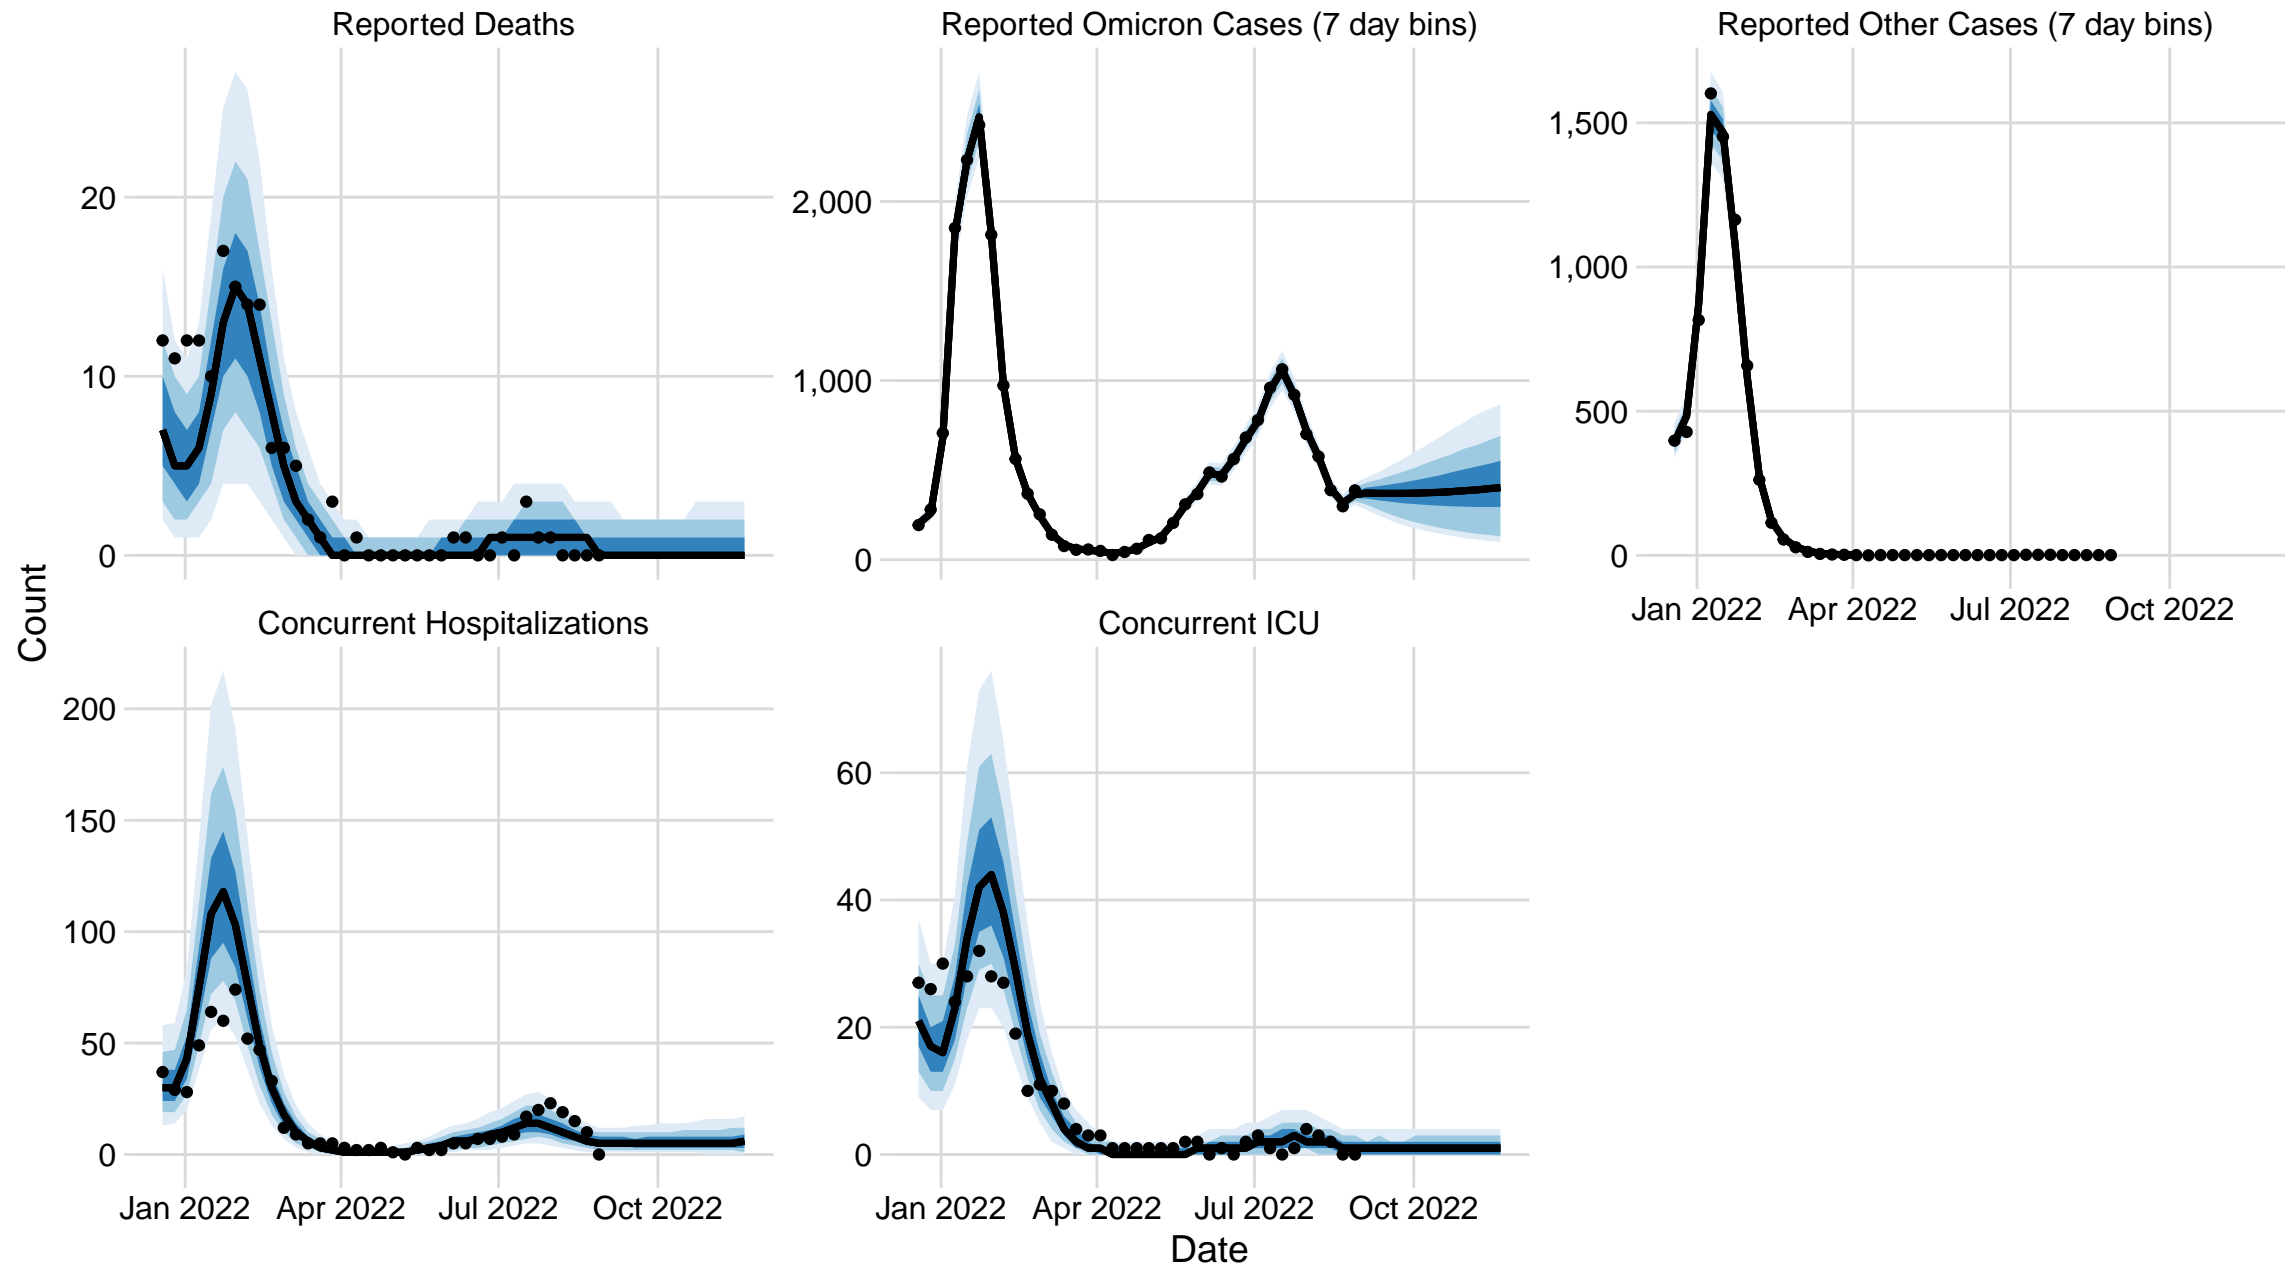 Reported Deaths
Reported Omicron Cases (7 day bins)
Reported Other Cases (7 day bins)
20
10
0
2,000
1,000
0
1,500
1,000
500
0
Jan 2022 Apr 2022 Jul 2022 Oct 2022
Count
Concurrent Hospitalizations
Concurrent ICU
200
150
100
50
0
60
40
20
0
Jan 2022 Apr 2022 Jul 2022 Oct 2022
Jan 2022 Apr 2022 Jul 2022 Oct 2022
Date